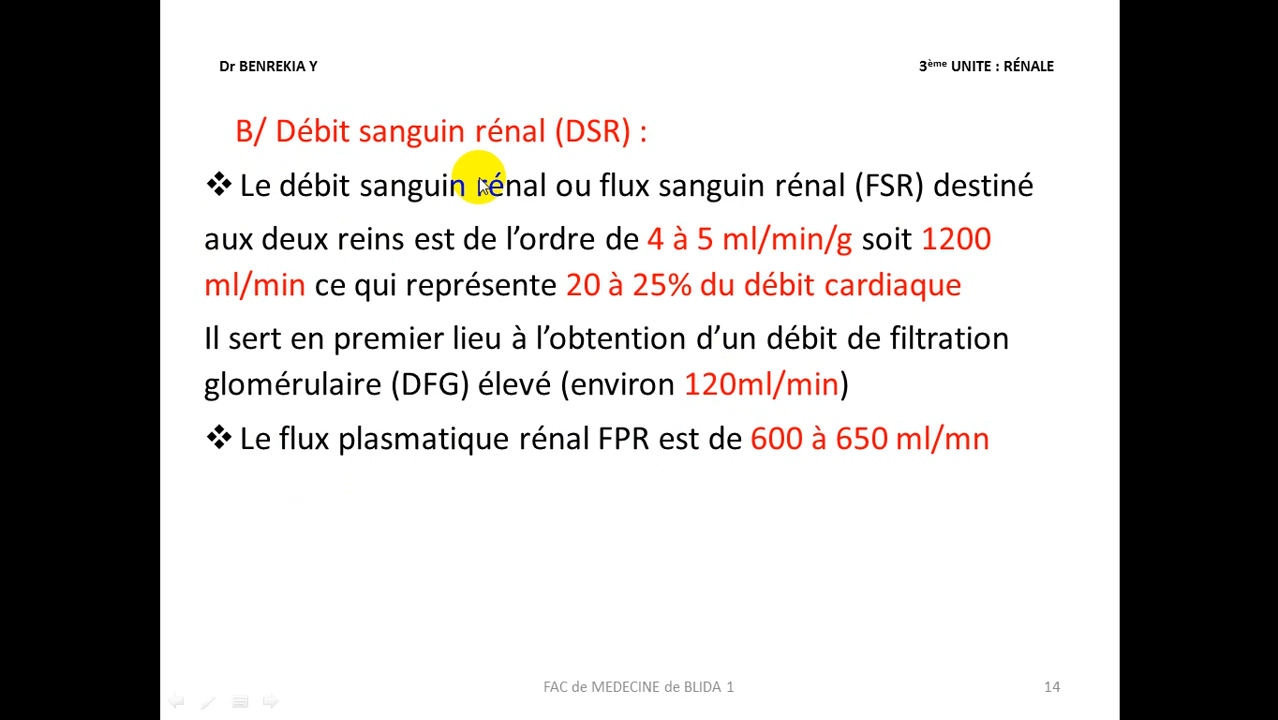 Dr BENREKIA Y
3ème UNITE : RÉNALE
B/ Débit sanguin rénal (DSR) :
❖ Le débit sanguin rénal ou flux sanguin rénal (FSR) destiné
aux deux reins est de l’ordre de 4 à 5 ml/min/g soit 1200
ml/min ce qui représente 20 à 25% du débit cardiaque
Il sert en premier lieu à l’obtention d’un débit de filtration
glomérulaire (DFG) élevé (environ 120ml/min)
❖ Le flux plasmatique rénal FPR est de 600 à 650 ml/mn
FAC de MEDECINE de BLIDA 1
14